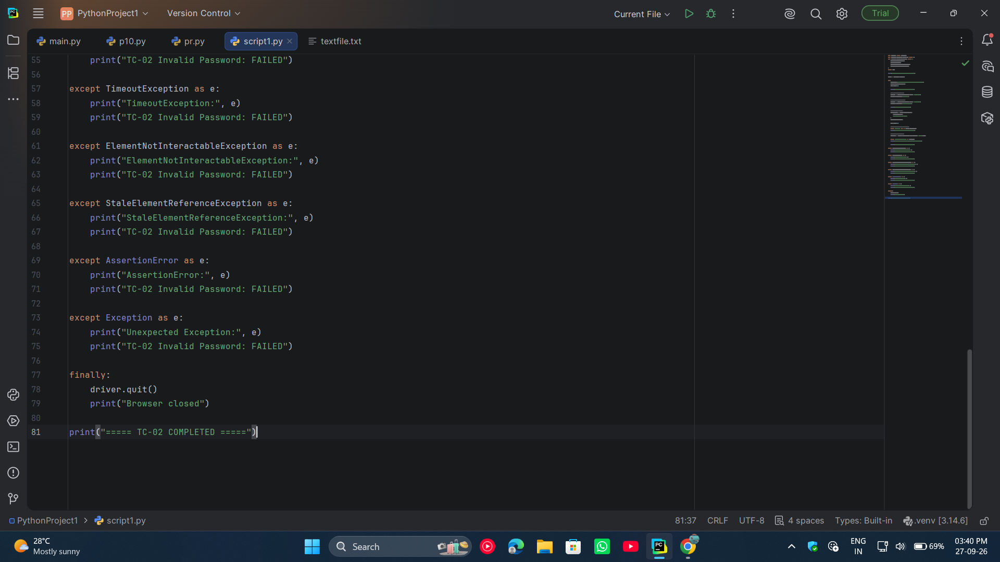 PP PythonProject1
Version Control
Current File
Trial
main.py
p10.py
pr.py
script1.py
textfile.txt
55 print("TC-02 Invalid Password: FAILED")
56
57 except TimeoutException as e:
58 print("TimeoutException:", e)
59 print("TC-02 Invalid Password: FAILED")
60
61 except ElementNotInteractableException as e:
62 print("ElementNotInteractableException:", e)
63 print("TC-02 Invalid Password: FAILED")
64
65 except StaleElementReferenceException as e:
66 print("StaleElementReferenceException:", e)
67 print("TC-02 Invalid Password: FAILED")
68
69 except AssertionError as e:
70 print("AssertionError:", e)
71 print("TC-02 Invalid Password: FAILED")
72
73 except Exception as e:
74 print("Unexpected Exception:", e)
75 print("TC-02 Invalid Password: FAILED")
76
77 finally:
78 driver.quit()
79 print("Browser closed")
80
81 print("===== TC-02 COMPLETED =====")
PythonProject1 > script1.py
81:37 CRLF UTF-8 4 spaces Types: Built-in .venv [3.14.6]
28°C
Mostly sunny
Search
ENG
IN
69%
03:40 PM
27-09-26